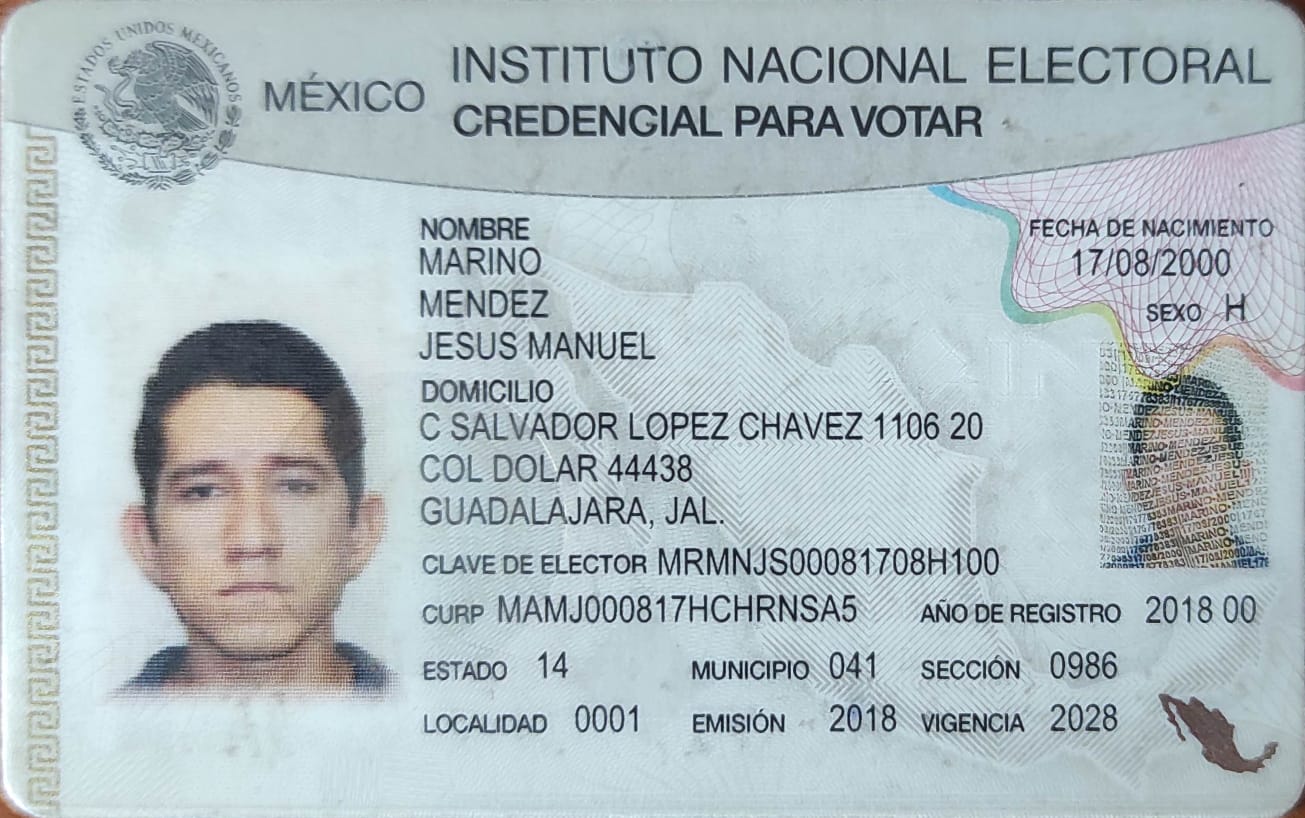 ESTADOS UNIDOS MEXICANOS
MÉXICO
INSTITUTO NACIONAL ELECTORAL
CREDENCIAL PARA VOTAR
NOMBRE
MARINO
MENDEZ
JESUS MANUEL
FECHA DE NACIMIENTO
17/08/2000
SEXO H
DOMICILIO
C SALVADOR LOPEZ CHAVEZ 1106 20
COL DOLAR 44438
GUADALAJARA, JAL.
CLAVE DE ELECTOR MRMNJS00081708H100
CURP MAMJ000817HCHRNSA5 AÑO DE REGISTRO 2018 00
ESTADO 14 MUNICIPIO 041 SECCIÓN 0986
LOCALIDAD 0001 EMISIÓN 2018 VIGENCIA 2028